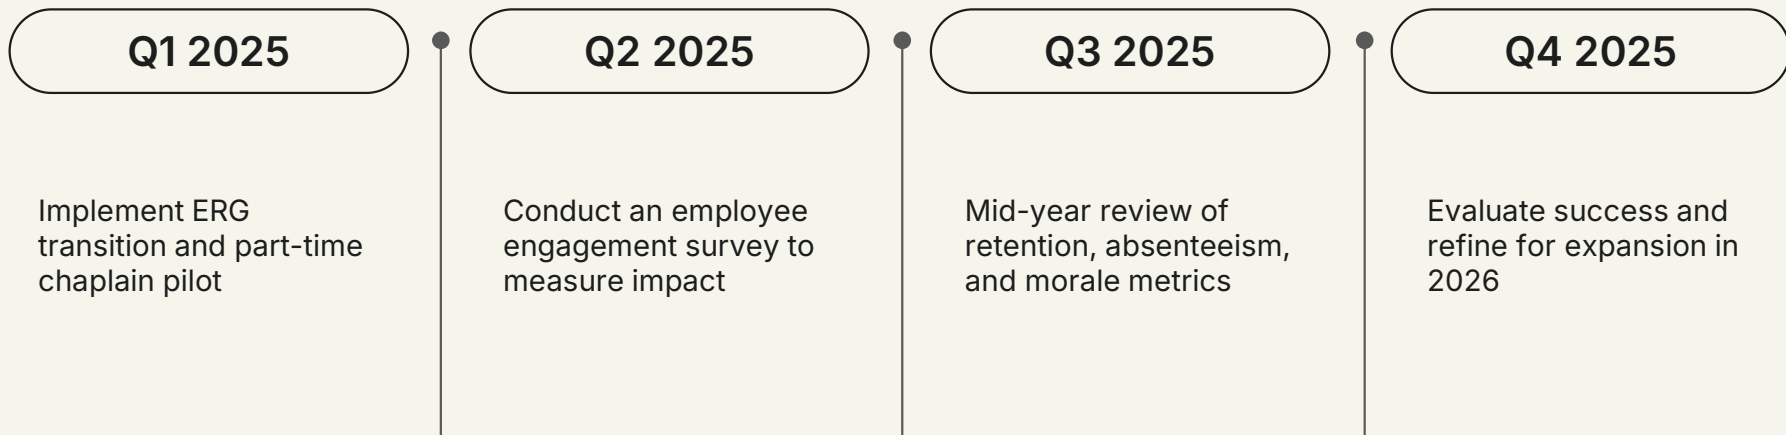 Q1 2025
Implement ERG
transition and part-time
chaplain pilot
Q2 2025
Conduct an employee
engagement survey to
measure impact
Q3 2025
Mid-year review of
retention, absenteeism,
and morale metrics
Q4 2025
Evaluate success and
refine for expansion in
2026